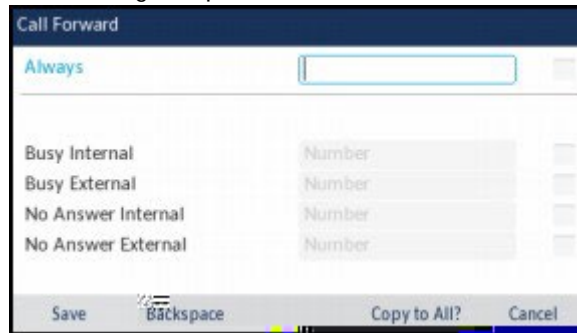 Call Forward
Always
Busy Internal Number
Busy External Number
No Answer Internal Number
No Answer External Number
Save Backspace Copy to All? Cancel